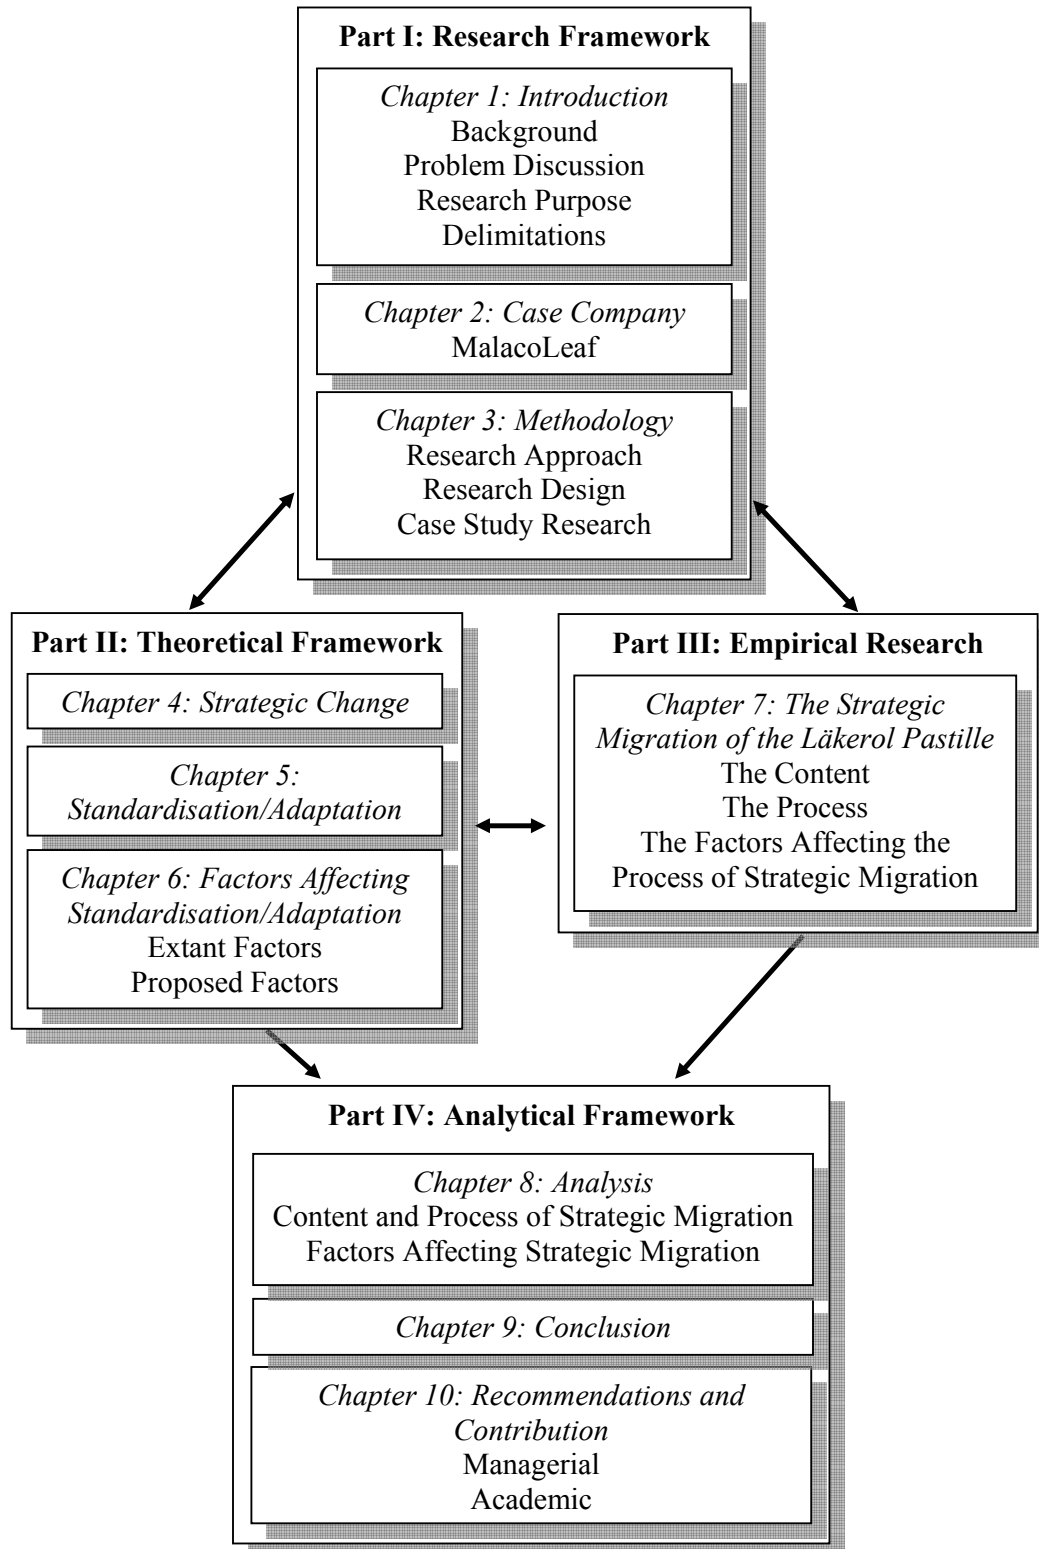 Part I: Research Framework
Chapter 1: Introduction
Background
Problem Discussion
Research Purpose
Delimitations
Chapter 2: Case Company
MalacoLeaf
Chapter 3: Methodology
Research Approach
Research Design
Case Study Research
Part II: Theoretical Framework
Chapter 4: Strategic Change
Chapter 5:
Standardisation/Adaptation
Chapter 6: Factors Affecting
Standardisation/Adaptation
Extant Factors
Proposed Factors
Part III: Empirical Research
Chapter 7: The Strategic
Migration of the Läkerol Pastille
The Content
The Process
The Factors Affecting the
Process of Strategic Migration
Part IV: Analytical Framework
Chapter 8: Analysis
Content and Process of Strategic Migration
Factors Affecting Strategic Migration
Chapter 9: Conclusion
Chapter 10: Recommendations and
Contribution
Managerial
Academic